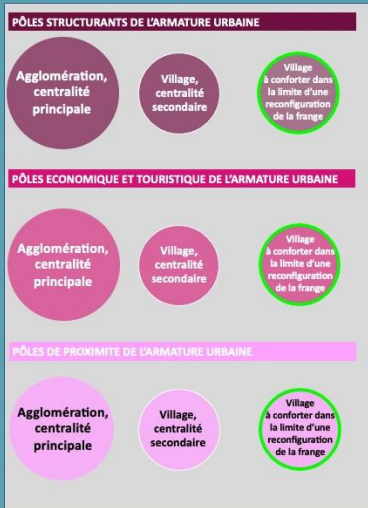 PÔLES STRUCTURANTS DE L'ARMATURE URBAINE
Agglomération,
centralité
principale
Village,
centralité
secondaire
Village
à conforter dans
la limite d'une
reconfiguration
de la frange
PÔLES ECONOMIQUE ET TOURISTIQUE DE L'ARMATURE URBAINE
Agglomération,
centralité
principale
Village,
centralité
secondaire
Village
à conforter dans
la limite d'une
reconfiguration
de la frange
PÔLES DE PROXIMITE DE L'ARMATURE URBAINE
Agglomération,
centralité
principale
Village,
centralité
secondaire
Village
à conforter dans
la limite d'une
reconfiguration
de la frange